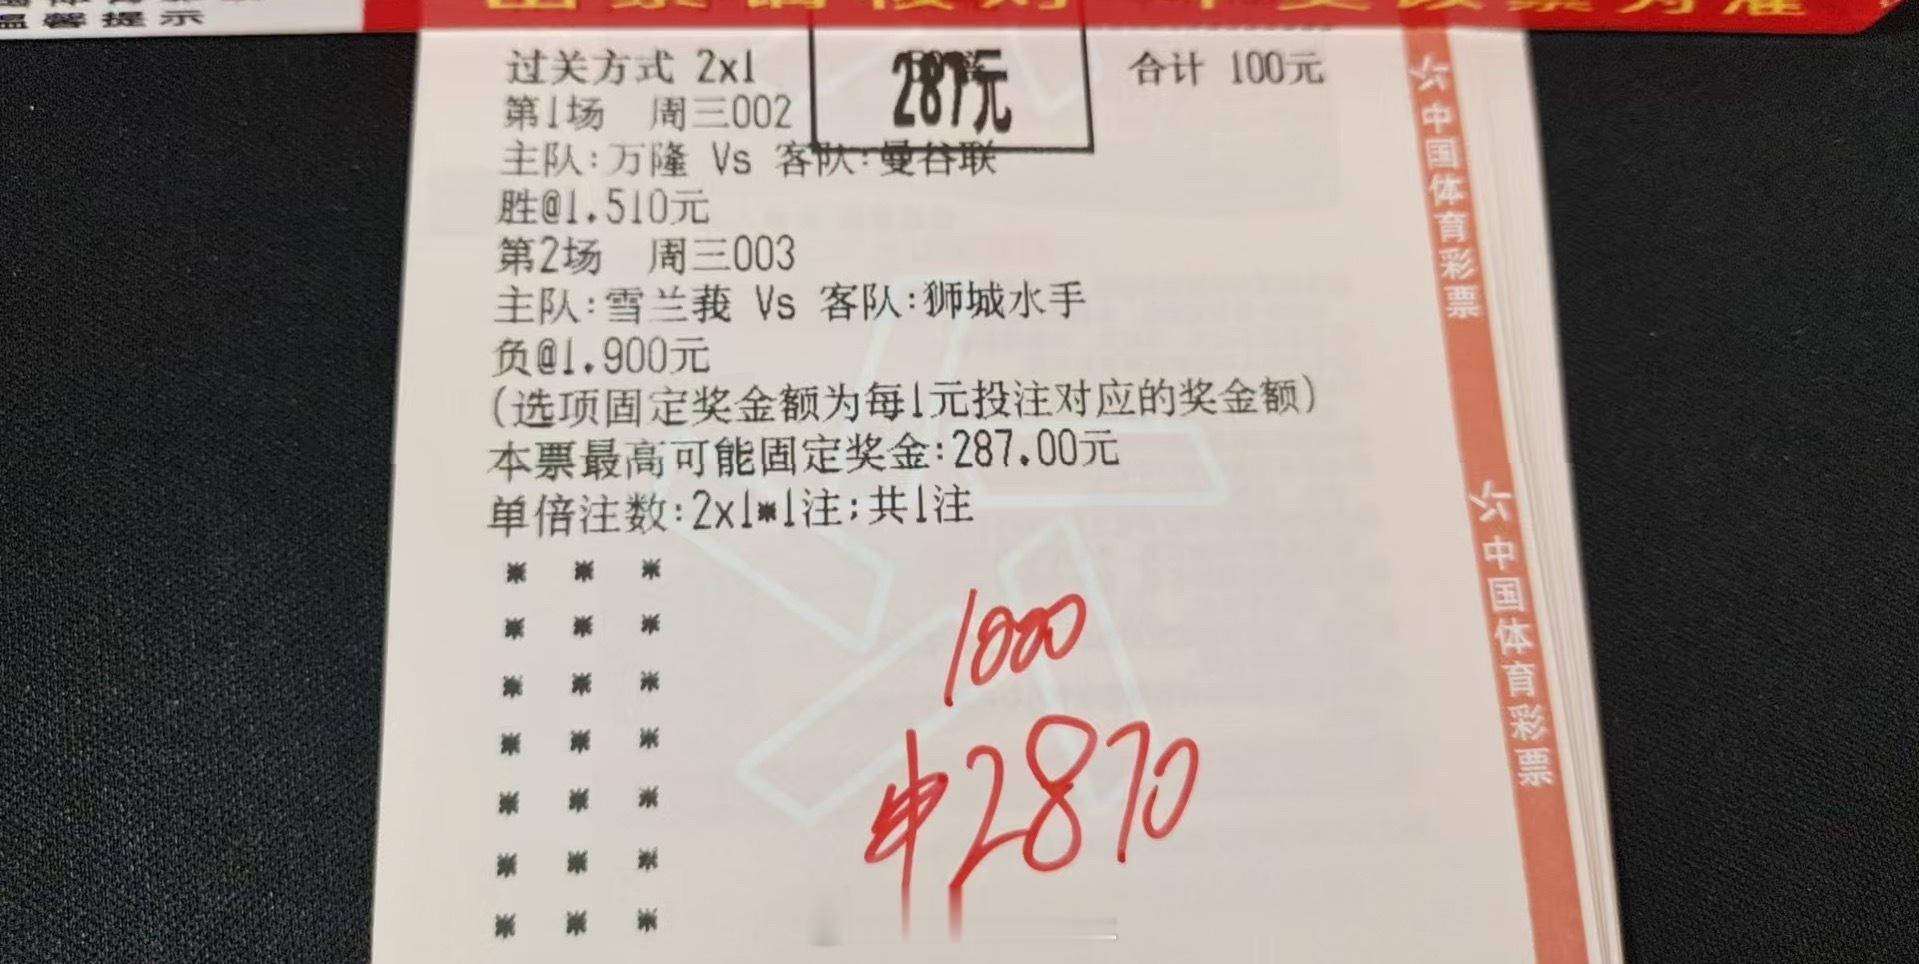 温馨提示
过关方式 2x1
287元
合计 100元
第1场 周三002
主队:万隆 Vs 客队:曼谷联
胜@1.510元
第2场 周三003
主队:雪兰莪 Vs 客队:狮城水手
负@1.900元
(选项固定奖金额为每1元投注对应的奖金额)
本票最高可能固定奖金:287.00元
单倍注数:2x1*1注;共1注
* * *
* * *
* * *
* * *
* * *
* * *
* * *
1000
中2870
中国体育彩票
中国体育彩票